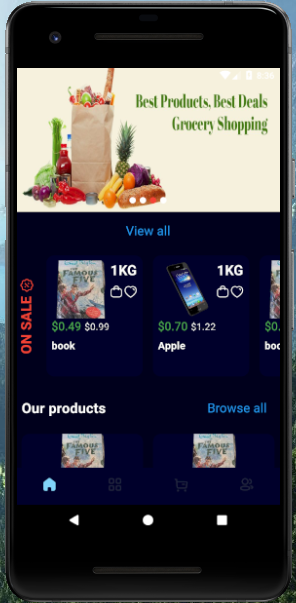 Best Products, Best Deals
Grocery Shopping
View all
ON SALE
1KG
1KG
FAMOUS
FIVE
$0.49 $0.99
$0.70 $1.22
$0.
book
Apple
boo
Our products
Browse all
FAMOUS
FIVE
FAMOUS
FIVE